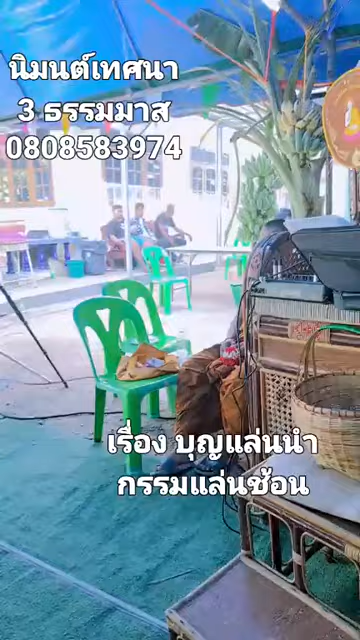 นิมนต์เทศนา
3 ธรรมมาส
0808583974
เรื่อง บุญแล่นนำ
กรรมแล่นซ้อน